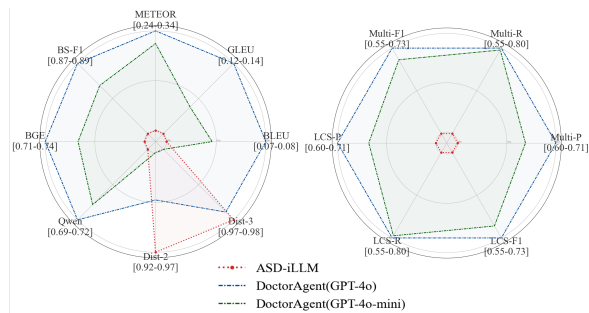 METEOR
[0.24-0.34]
BS-F1
[0.87-0.89]
GLEU
[0.12-0.14]
BGE
[0.71-0.74]
BLEU
[0.07-0.08]
Qwen
[0.69-0.72]
Dist-3
[0.97-0.98]
Dist-2
[0.92-0.97]
Multi-F1
[0.55-0.73]
Multi-R
[0.55-0.80]
LCS-P
[0.60-0.71]
Multi-P
[0.60-0.71]
LCS-R
[0.55-0.80]
LCS-F1
[0.55-0.73]
ASD-iLLM
DoctorAgent(GPT-4o)
DoctorAgent(GPT-4o-mini)